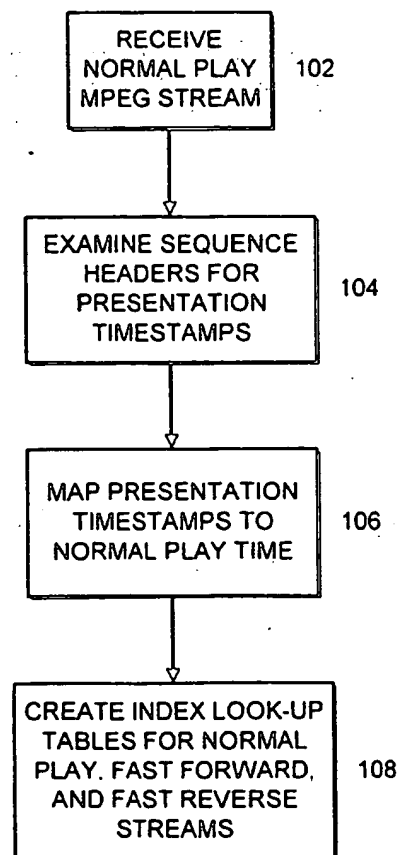 RECEIVE
NORMAL PLAY
MPEG STREAM
102
EXAMINE SEQUENCE
HEADERS FOR
PRESENTATION
TIMESTAMPS
104
MAP PRESENTATION
TIMESTAMPS TO
NORMAL PLAY TIME
106
CREATE INDEX LOOK-UP
TABLES FOR NORMAL
PLAY, FAST FORWARD,
AND FAST REVERSE
STREAMS
108